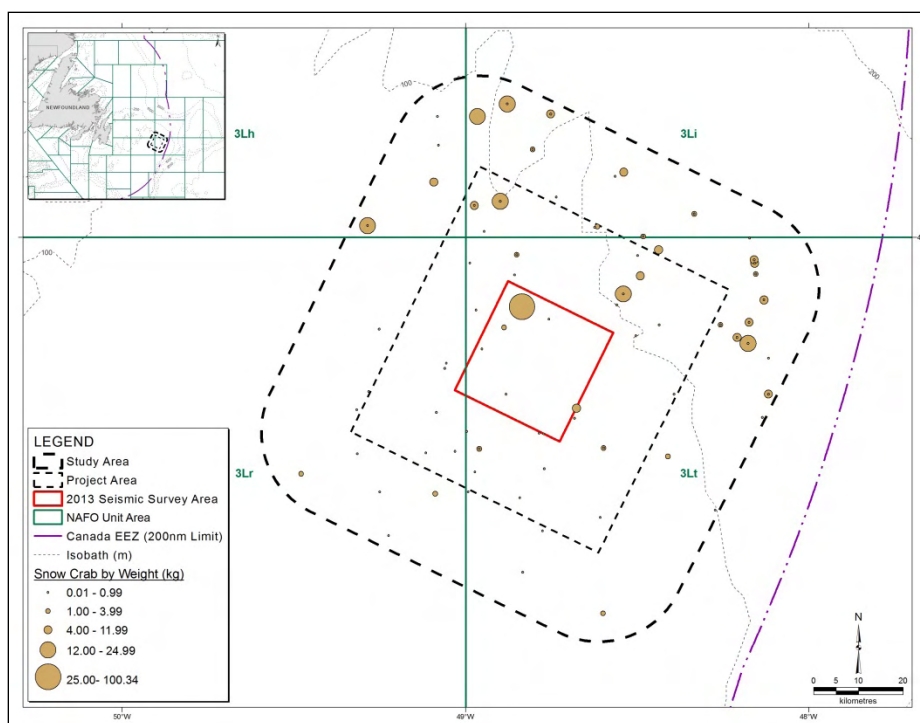 NEWFOUNDLAND
100
200
3Lh
3Li
100
3Lr
3Lt
LEGEND
Study Area
Project Area
2013 Seismic Survey Area
NAFO Unit Area
Canada EEZ (200nm Limit)
Isobath (m)
Snow Crab by Weight (kg)
0.01 - 0.99
1.00 - 3.99
4.00 - 11.99
12.00 - 24.99
25.00- 100.34
N
0 5 10 20
kilometres
50°W
49°W
48°W